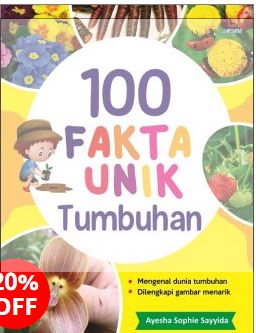 100
FAKTA
UNIK
Tumbuhan
• Mengenal dunia tumbuhan
• Dilengkapi gambar menarik
Ayesha Sophie Sayyida
20%
OFF